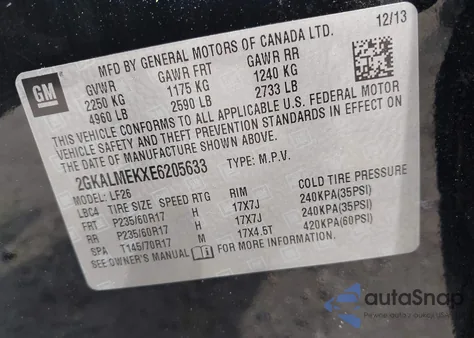 12/13
GM
MFD BY GENERAL MOTORS OF CANADA LTD.
GVWR GAWR FRT GAWR RR
2250 KG 1175 KG 1240 KG
4960 LB 2590 LB 2733 LB
THIS VEHICLE CONFORMS TO ALL APPLICABLE U.S. FEDERAL MOTOR
VEHICLE SAFETY AND THEFT PREVENTION STANDARDS IN EFFECT ON
THE DATE OF MANUFACTURE SHOWN ABOVE.
2GKALMEKXE6205633 TYPE: M.P.V.
MODEL: LF26
LBC4 TIRE SIZE SPEED RTG RIM COLD TIRE PRESSURE
FRT P235/60R17 H 17X7J 240KPA(35PSI)
RR P235/60R17 H 17X7J 240KPA(35PSI)
SPA T145/70R17 M 17X4.5T 420KPA(60PSI)
SEE OWNER'S MANUAL FOR MORE INFORMATION
autaSnap